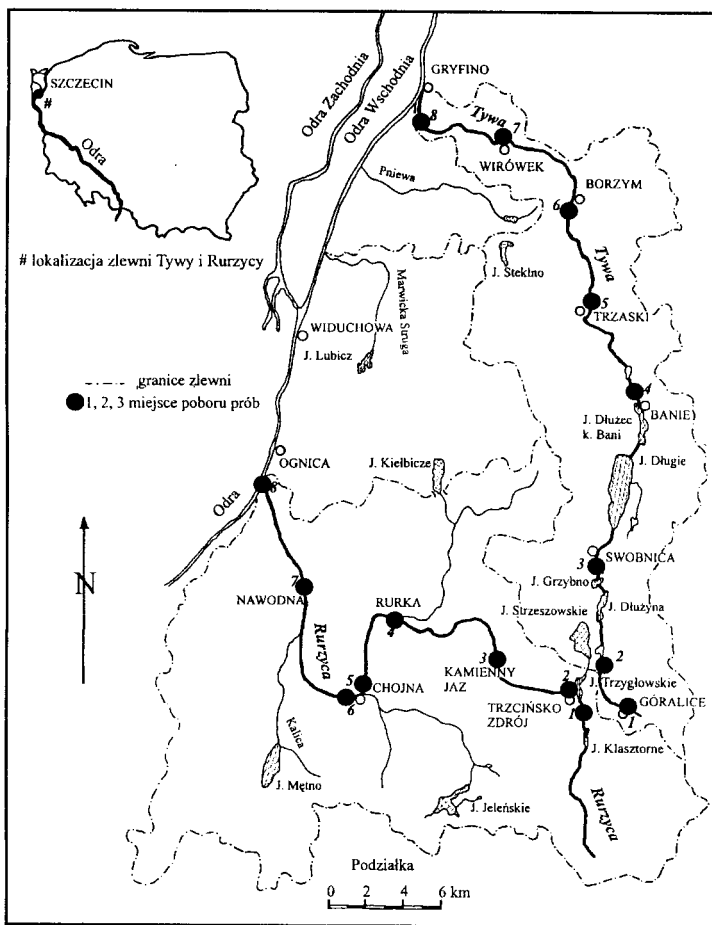 SZCZECIN
#
Odra
# lokalizacja zlewni Tywy i Rurzycy
granice zlewni
1, 2, 3 miejsce poboru prób
N
Odra Zachodnia
Odra Wschodnia
GRYFINO
8
Tywa
7
WIRÓWEK
Pniewa
BORZYM
6
J. Steklno
Tywa
Marwicka Struga
5
TRZASKI
WIDUCHOWA
J. Lubicz
4
BANIE
J. Dłużec
k. Bani
J. Długie
OGNICA
J. Kiełbicze
8
Odra
SWOBNICA
3
J. Grzybno
7
NAWODNA
J. Dłużyna
RURKA
4
J. Strzeszowskie
Rurzyca
3
KAMIENNY
JAZ
2
J. Trzygłowskie
5
CHOJNA
6
2
TRZCIŃSKO
ZDRÓJ
1
GÓRALICE
1
Kalica
J. Klasztorne
J. Mętno
J. Jeleńskie
Rurzyca
Podziałka
0 2 4 6 km